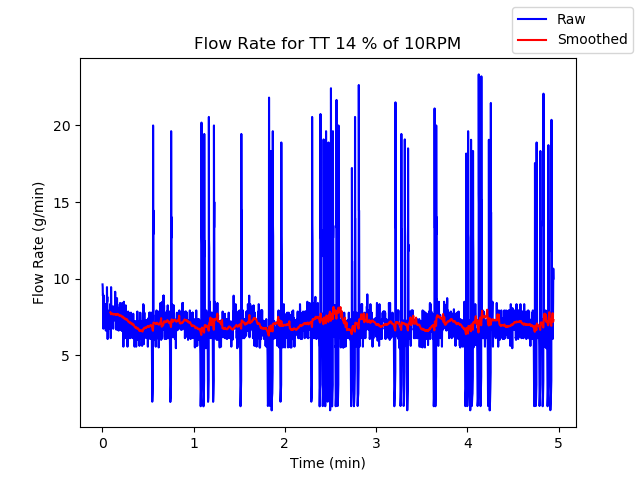 Raw
Smoothed
Flow Rate for TT 14 % of 10RPM
20
15
10
5
Flow Rate (g/min)
0 1 2 3 4 5
Time (min)